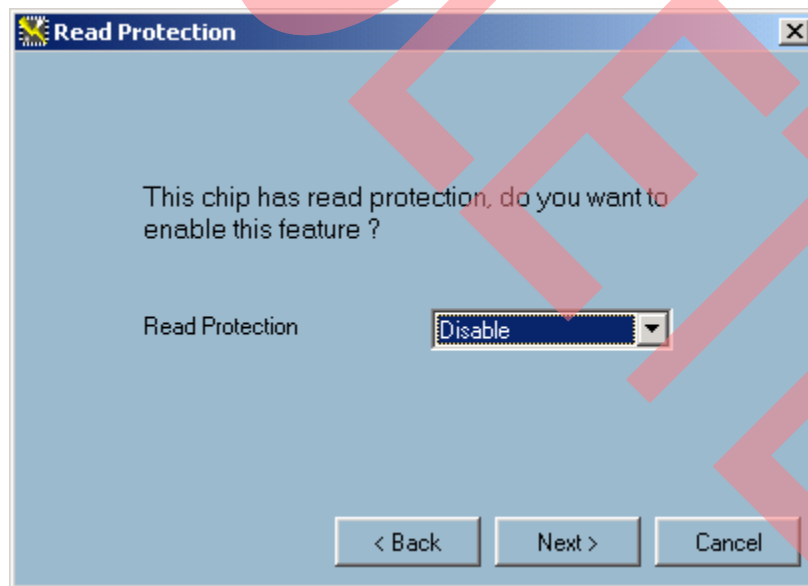 Read Protection
This chip has read protection, do you want to
enable this feature ?
Read Protection
Disable
< Back
Next >
Cancel